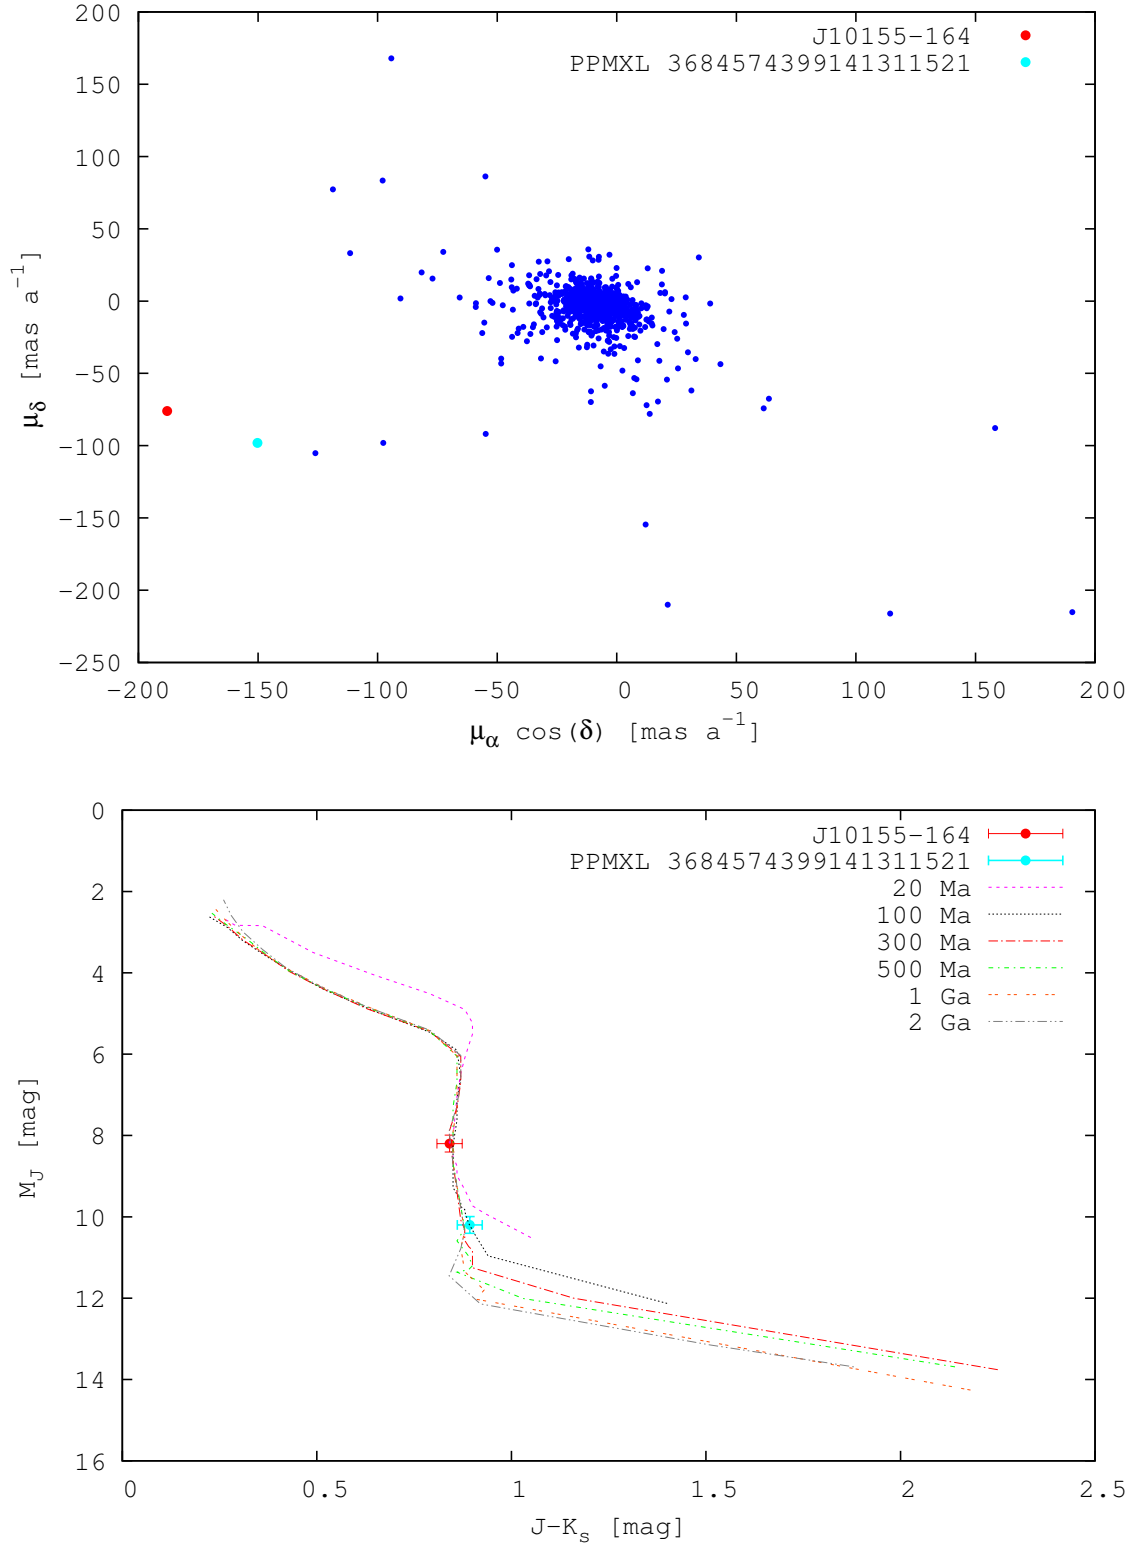 200
150
100
50
0
−50
−100
−150
−200
−250
μδ [mas a−1]
J10155−164
PPMXL 3684574399141311521
−200 −150 −100 −50 0 50 100 150 200
μα cos(δ) [mas a−1]
0
2
4
6
8
10
12
14
16
MJ [mag]
J10155−164
PPMXL 3684574399141311521
20 Ma
100 Ma
300 Ma
500 Ma
1 Ga
2 Ga
0 0.5 1 1.5 2 2.5
J−Ks [mag]